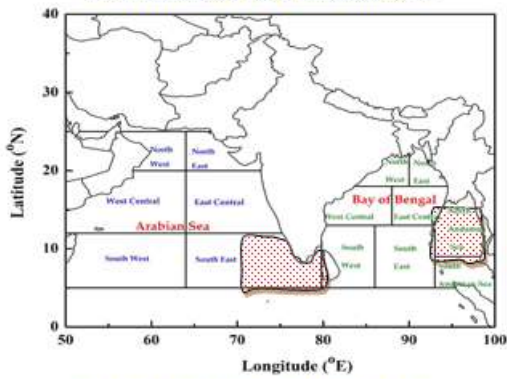 40
30
20
10
0
Latitude (°N)
North West
North East
West Central
East Central
Arabian Sea
South West
South East
North West
North East
Bay of Bengal
West Central
East Central
South West
South East
Andaman Sea
50 60 70 80 90 100
Longitude (°E)